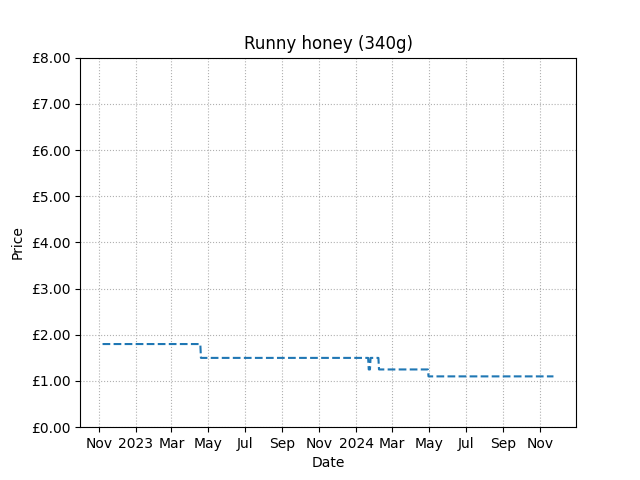 Runny honey (340g)
£8.00
£7.00
£6.00
£5.00
£4.00
£3.00
£2.00
£1.00
£0.00
Price
Nov 2023 Mar May Jul Sep Nov 2024 Mar May Jul Sep Nov
Date